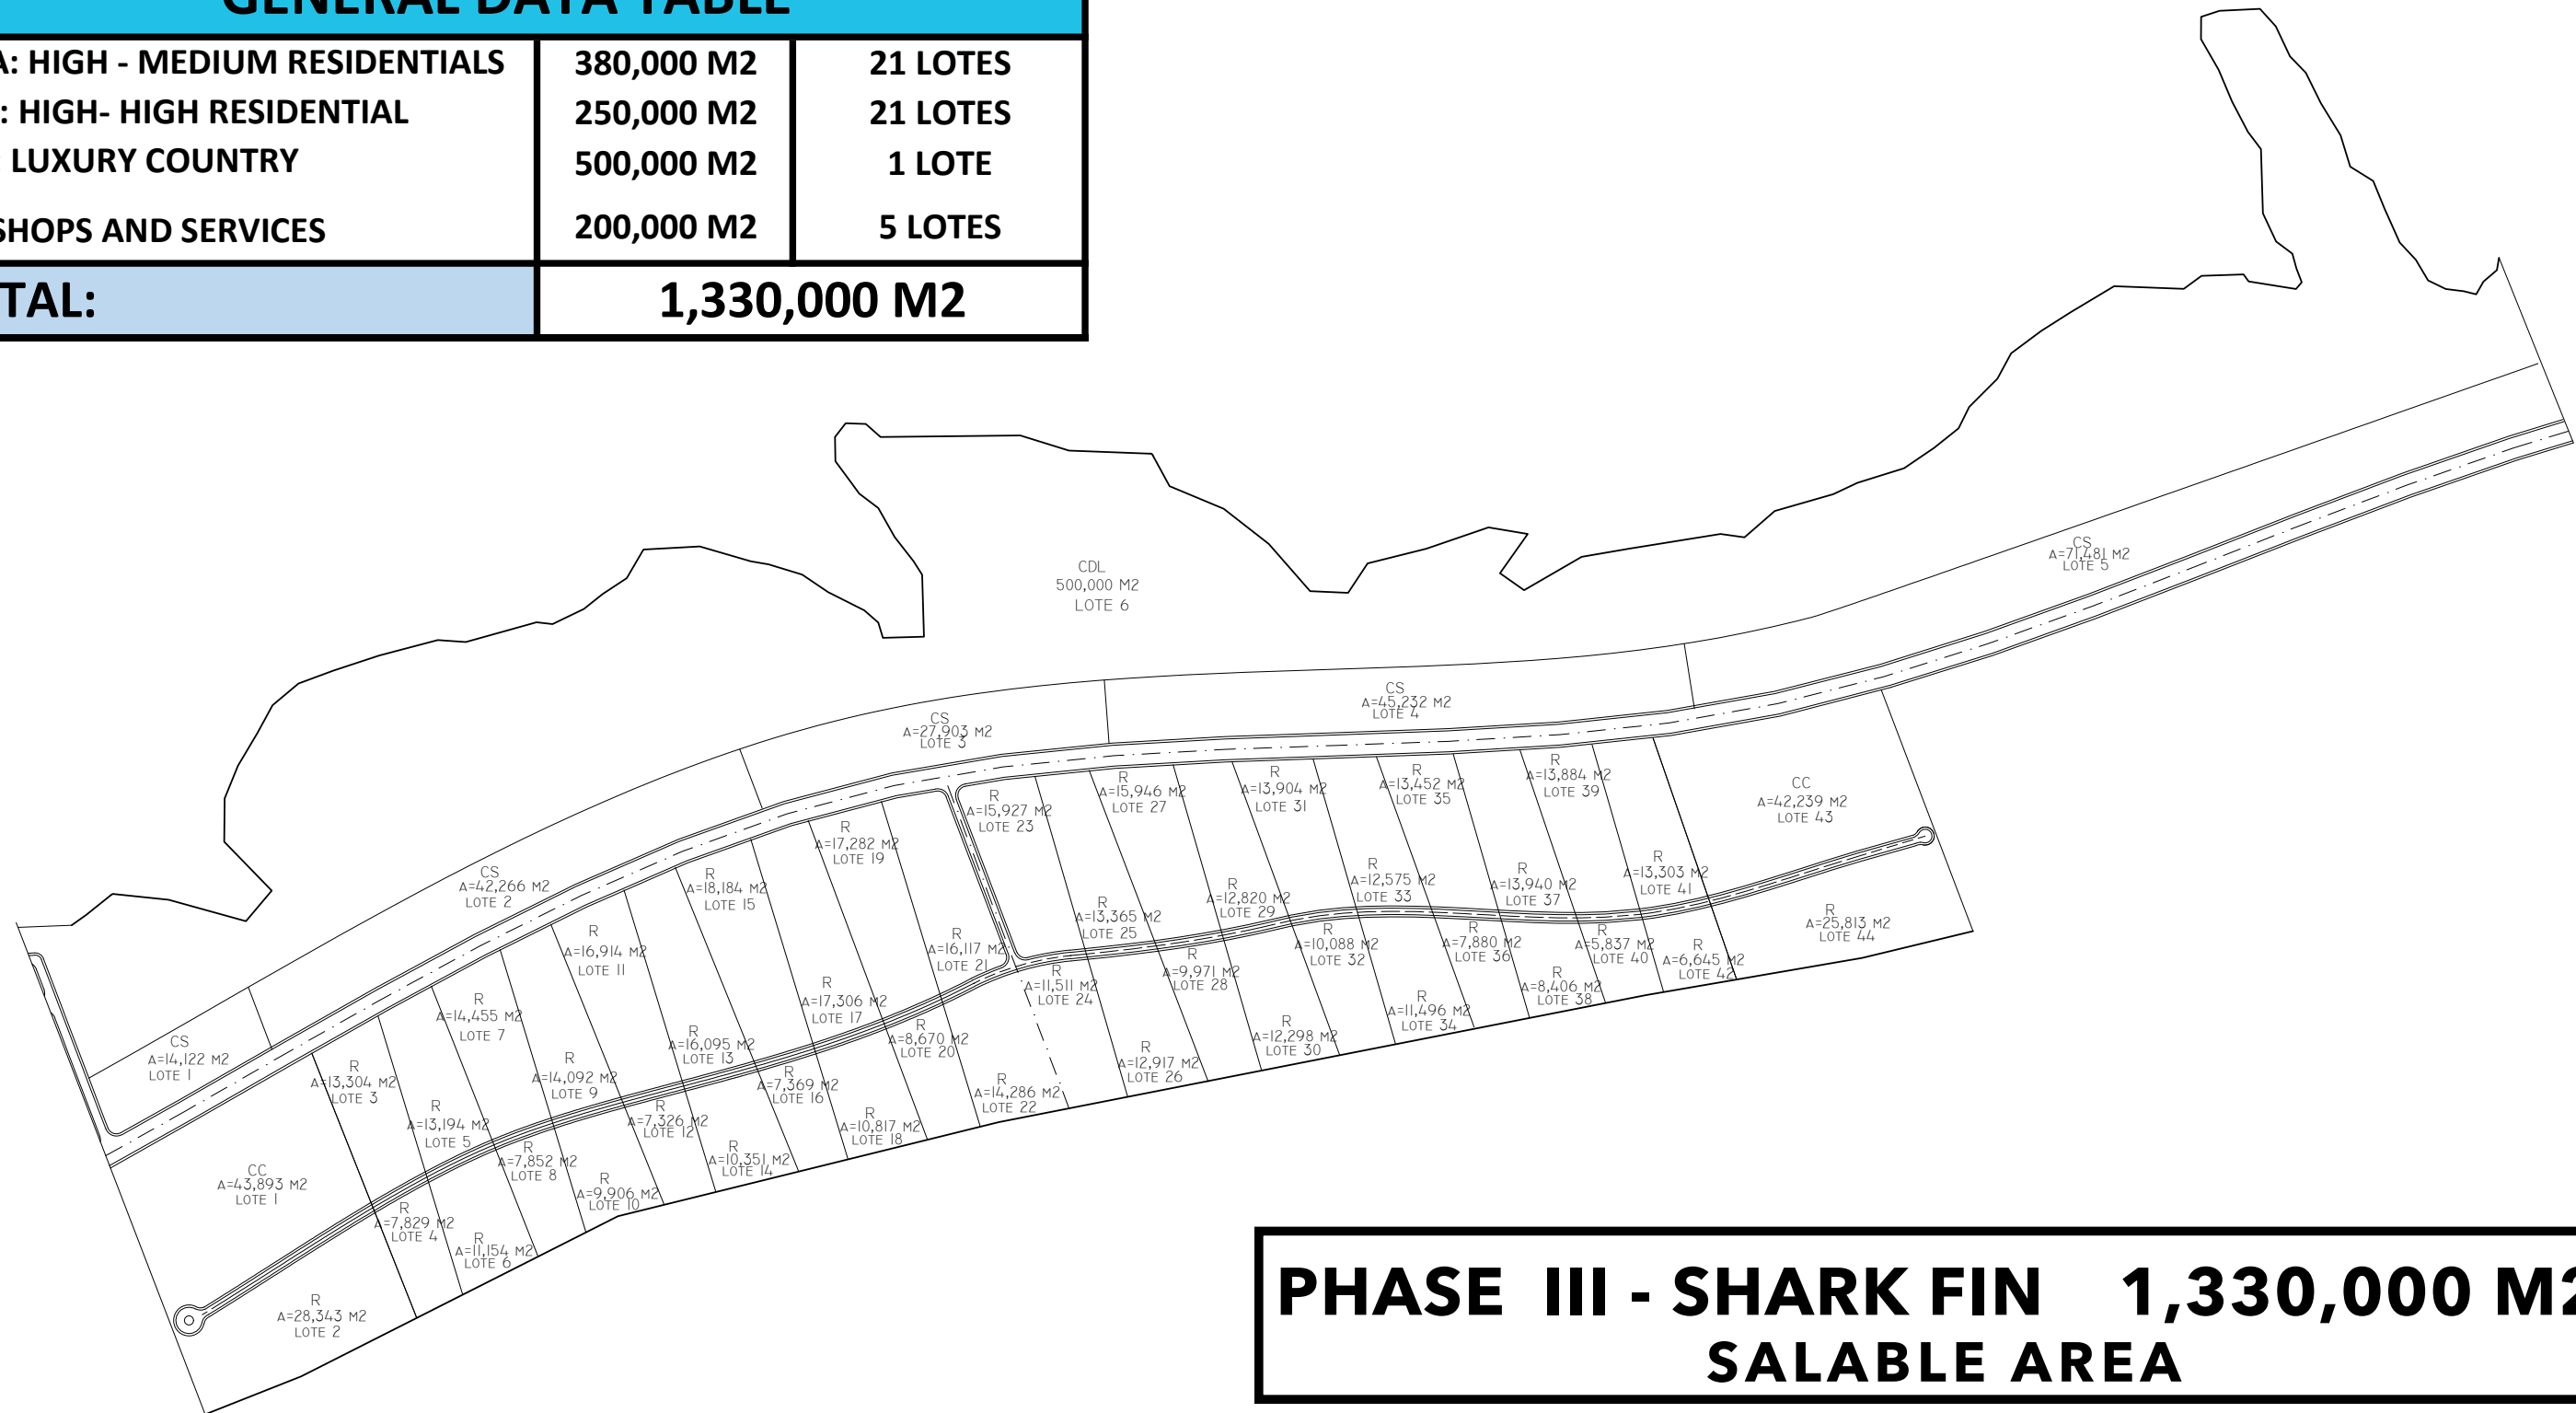 GENERAL DATA TABLE
A: HIGH - MEDIUM RESIDENTIALS 380,000 M2 21 LOTES
: HIGH- HIGH RESIDENTIAL 250,000 M2 21 LOTES
LUXURY COUNTRY 500,000 M2 1 LOTE
SHOPS AND SERVICES 200,000 M2 5 LOTES
TAL: 1,330,000 M2
CDL
500,000 M2
LOTE 6
CS
A=71,481 M2
LOTE 5
CS
A=45,232 M2
LOTE 4
CS
A=27,903 M2
LOTE 3
CS
A=42,266 M2
LOTE 2
CS
A=14,122 M2
LOTE 1
CC
A=43,893 M2
LOTE 1
R
A=28,343 M2
LOTE 2
R
A=13,304 M2
LOTE 3
R
A=7,829 M2
LOTE 4
R
A=13,194 M2
LOTE 5
R
A=11,154 M2
LOTE 6
R
A=14,455 M2
LOTE 7
R
A=7,852 M2
LOTE 8
R
A=14,092 M2
LOTE 9
R
A=9,906 M2
LOTE 10
R
A=16,914 M2
LOTE 11
R
A=7,326 M2
LOTE 12
R
A=16,095 M2
LOTE 13
R
A=10,351 M2
LOTE 14
R
A=18,184 M2
LOTE 15
R
A=7,369 M2
LOTE 16
R
A=17,306 M2
LOTE 17
R
A=10,817 M2
LOTE 18
R
A=17,282 M2
LOTE 19
R
A=8,670 M2
LOTE 20
R
A=16,117 M2
LOTE 21
R
A=14,286 M2
LOTE 22
R
A=15,927 M2
LOTE 23
R
A=11,511 M2
LOTE 24
R
A=13,365 M2
LOTE 25
R
A=12,917 M2
LOTE 26
R
A=15,946 M2
LOTE 27
R
A=9,971 M2
LOTE 28
R
A=12,820 M2
LOTE 29
R
A=12,298 M2
LOTE 30
R
A=13,904 M2
LOTE 31
R
A=10,088 M2
LOTE 32
R
A=12,575 M2
LOTE 33
R
A=11,496 M2
LOTE 34
R
A=13,452 M2
LOTE 35
R
A=7,880 M2
LOTE 36
R
A=13,940 M2
LOTE 37
R
A=8,406 M2
LOTE 38
R
A=13,884 M2
LOTE 39
R
A=5,837 M2
LOTE 40
R
A=13,303 M2
LOTE 41
R
A=6,645 M2
LOTE 42
CC
A=42,239 M2
LOTE 43
R
A=25,813 M2
LOTE 44
PHASE III - SHARK FIN 1,330,000 M2
SALABLE AREA